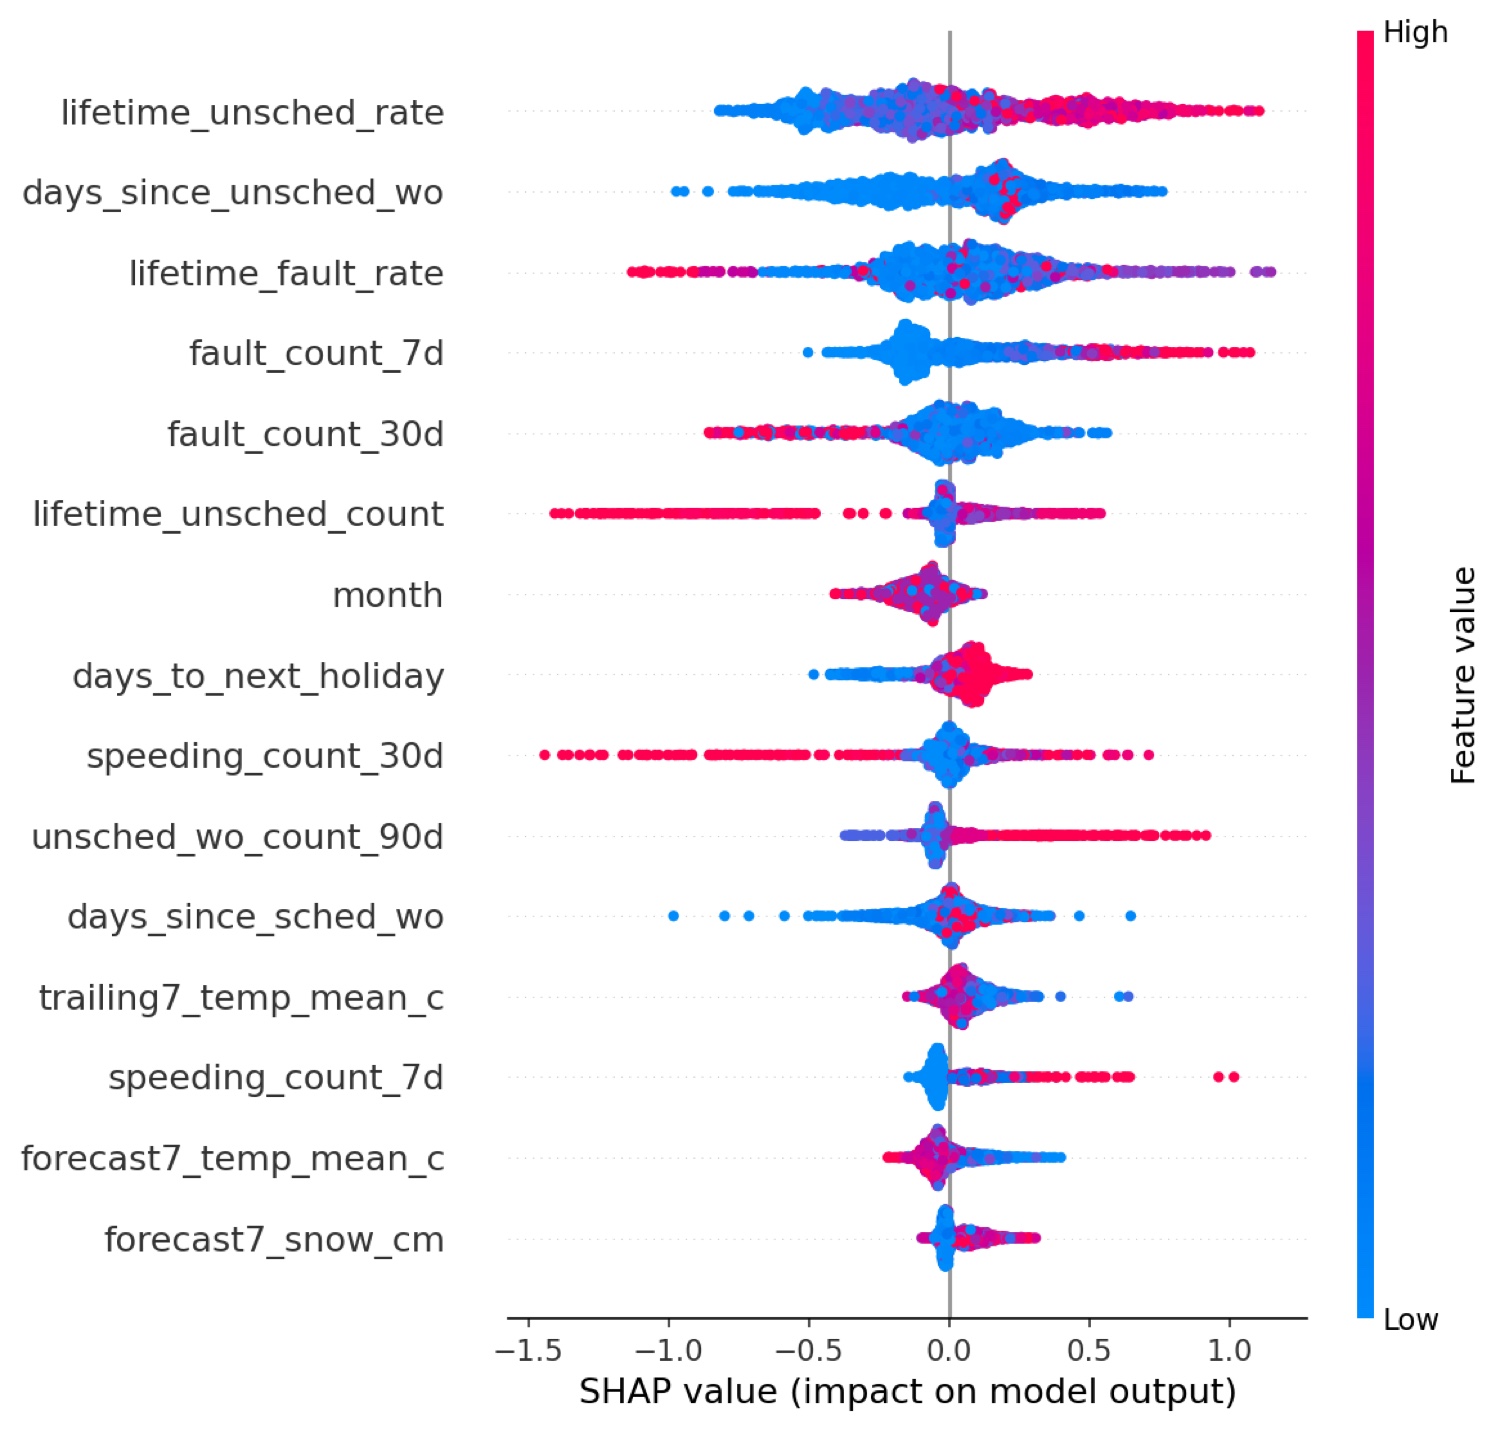 High
lifetime_unsched_rate
days_since_unsched_wo
lifetime_fault_rate
fault_count_7d
fault_count_30d
lifetime_unsched_count
month
days_to_next_holiday
speeding_count_30d
unsched_wo_count_90d
days_since_sched_wo
trailing7_temp_mean_c
speeding_count_7d
forecast7_temp_mean_c
forecast7_snow_cm
Feature value
Low
−1.5 −1.0 −0.5 0.0 0.5 1.0
SHAP value (impact on model output)